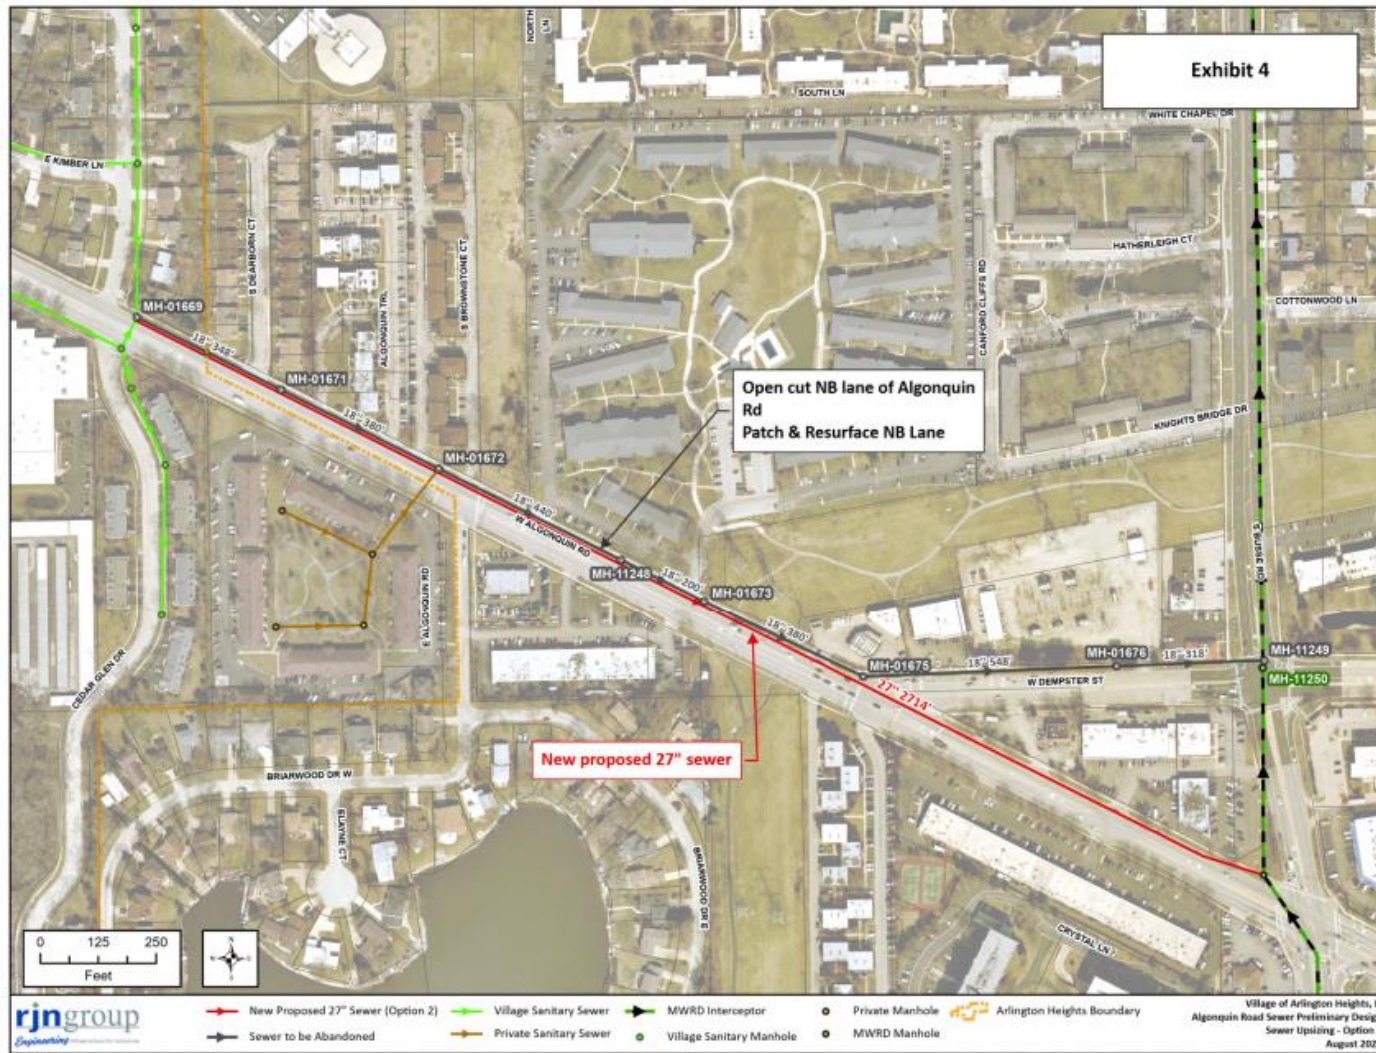 Exhibit 4
NORTH
LN
SOUTH LN
WHITE CHAPEL DR
E KIMBER LN
S DEARBORN CT
ALGONQUIN TRL
S BROWNSTONE CT
CANFORD CLIFFS RD
HATHERLEIGH CT
COTTONWOOD LN
KNIGHTS BRIDGE DR
S BUSSE RD
MH-01669
18" 348'
MH-01671
18" 380'
MH-01672
18" 440'
W ALGONQUIN RD
MH-11248
18" 200'
MH-01673
18" 380'
MH-01675
18" 548'
MH-01676
18" 318'
MH-11249
MH-11250
W DEMPSTER ST
27" 2714'
Open cut NB lane of Algonquin
Rd
Patch & Resurface NB Lane
New proposed 27" sewer
E ALGONQUIN RD
CEDAR GLEN DR
BRIARWOOD DR W
ELAYNE CT
BRIARWOOD DR E
CRYSTAL LN
0 125 250
Feet
N
rjngroup
Engineering
New Proposed 27" Sewer (Option 2)
Sewer to be Abandoned
Village Sanitary Sewer
Private Sanitary Sewer
MWRD Interceptor
Village Sanitary Manhole
Private Manhole
MWRD Manhole
Arlington Heights Boundary
Village of Arlington Heights,
Algonquin Road Sewer Preliminary Desig
Sewer Upsizing - Option
August 202